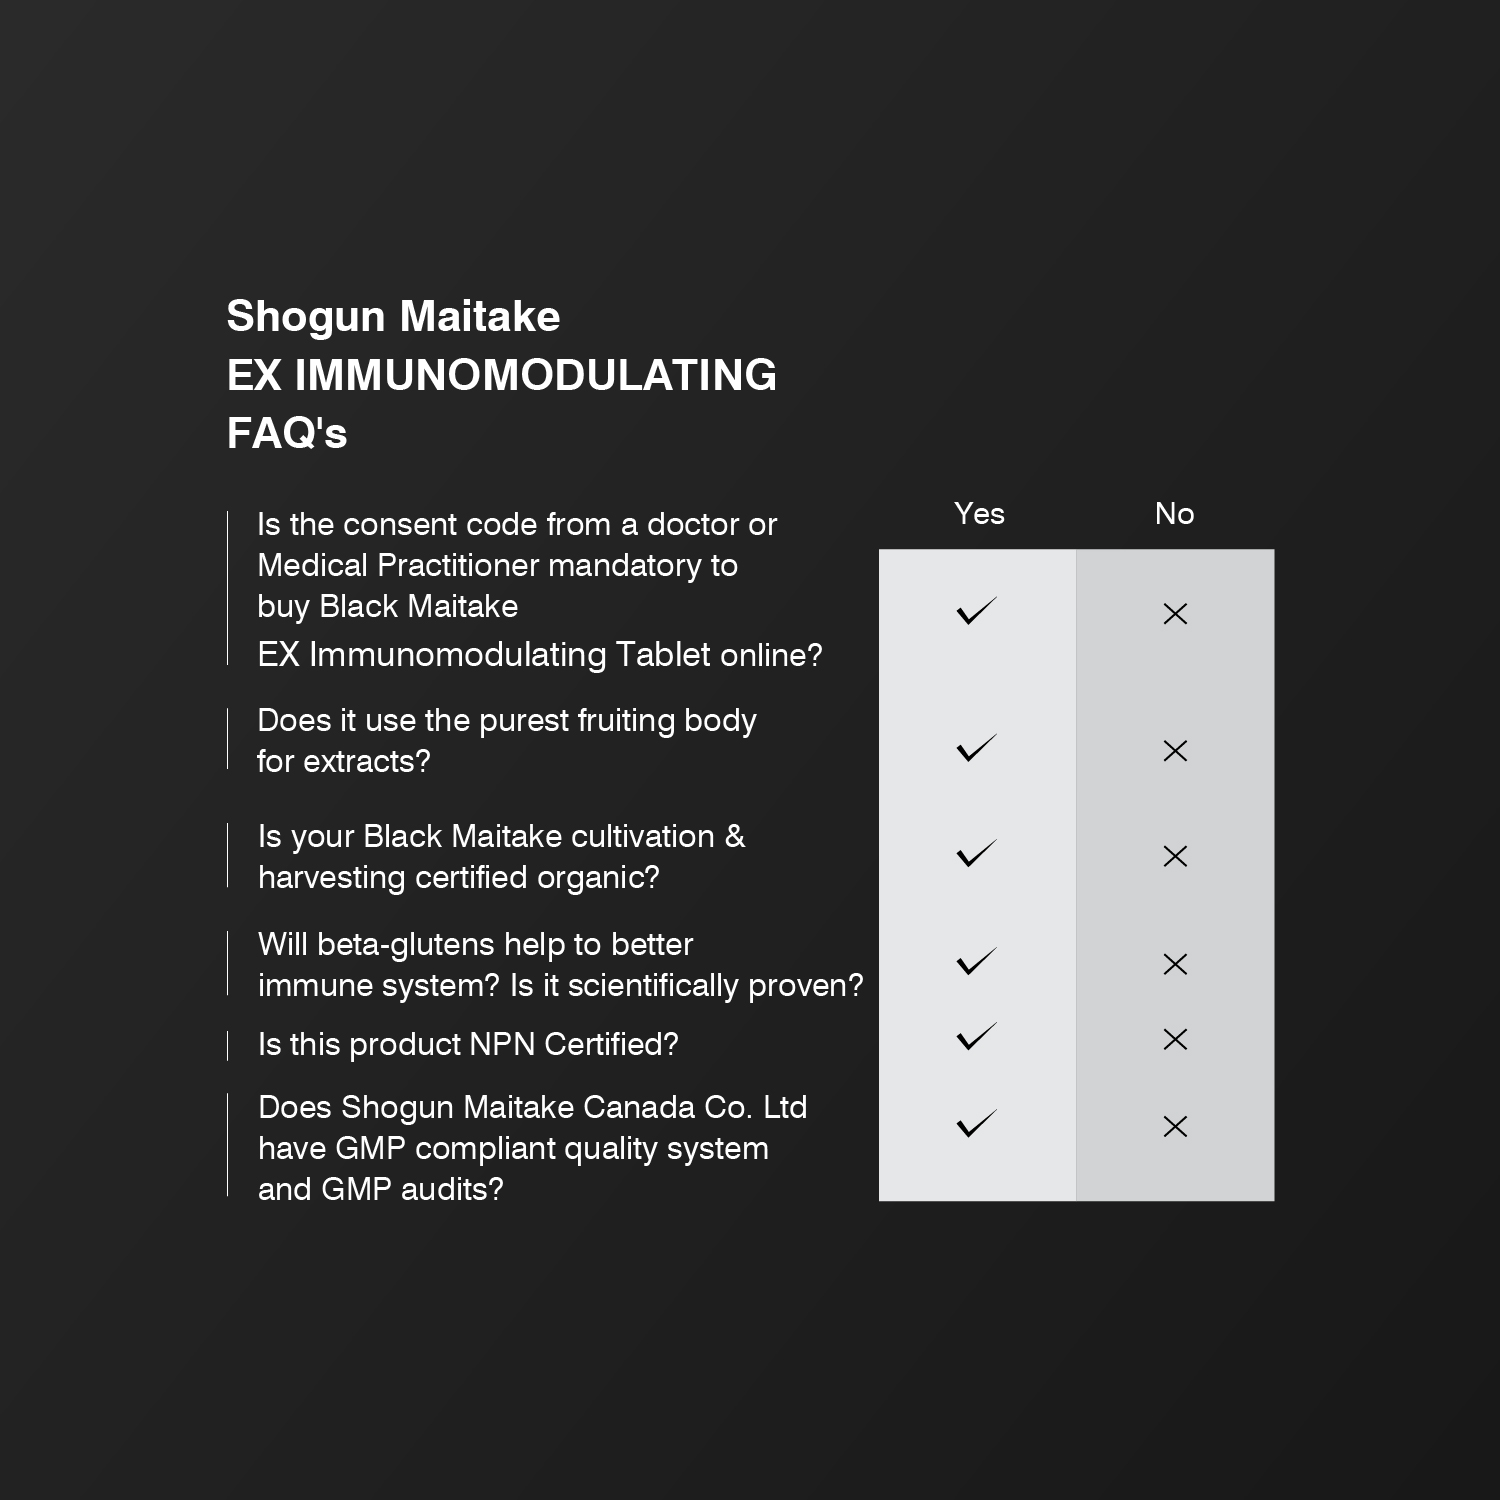 Shogun Maitake
EX IMMUNOMODULATING
FAQ's
Yes No
Is the consent code from a doctor or
Medical Practitioner mandatory to
buy Black Maitake
EX Immunomodulating Tablet online?
Does it use the purest fruiting body
for extracts?
Is your Black Maitake cultivation &
harvesting certified organic?
Will beta-glutens help to better
immune system? Is it scientifically proven?
Is this product NPN Certified?
Does Shogun Maitake Canada Co. Ltd
have GMP compliant quality system
and GMP audits?